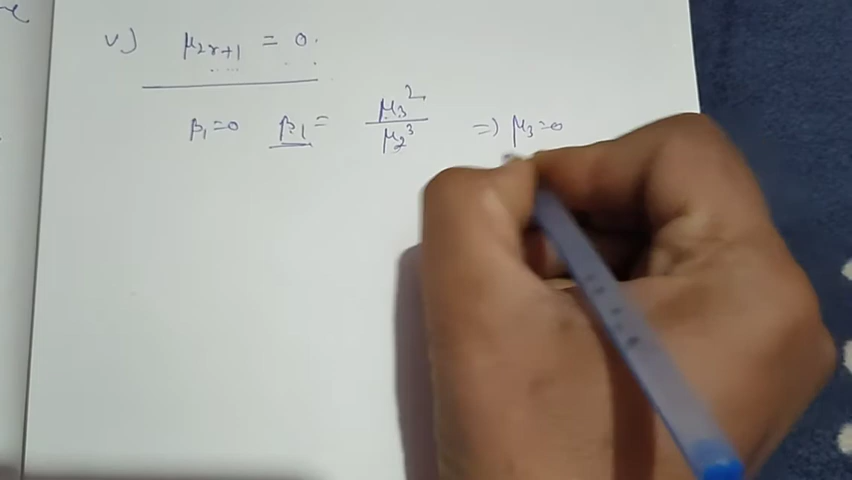 v) μ₂ᵣ₊₁ = 0.
β₁=0 β₁ = μ₃² / μ₂³ ⇒) μ₃=0